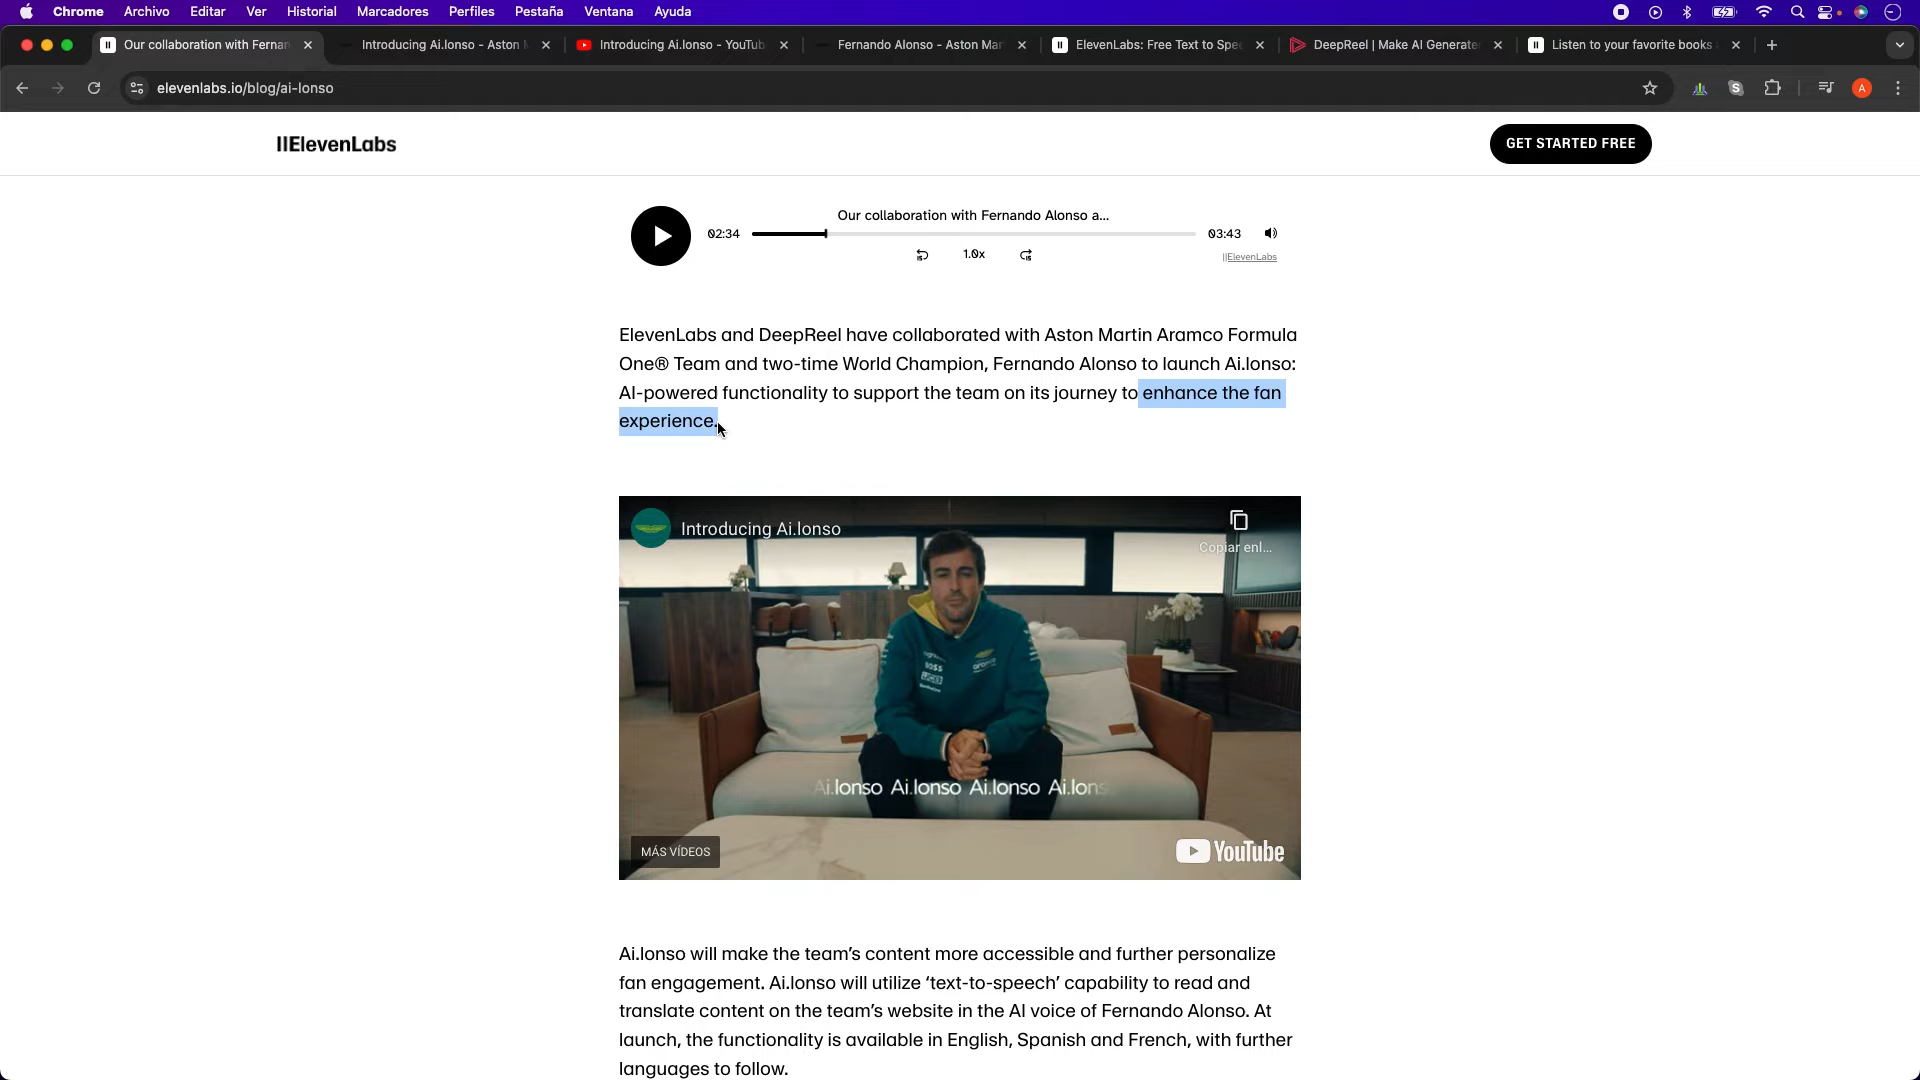 Chrome Archivo Editar Ver Historial Marcadores Perfiles Pestaña Ventana Ayuda
Our collaboration with Fernan
Introducing Ai.lonso - Aston
Introducing Ai.lonso - YouTub
Fernando Alonso - Aston Mar
ElevenLabs: Free Text to Spee
DeepReel | Make AI Generate
Listen to your favorite books
elevenlabs.io/blog/ai-lonso
A
IIElevenLabs
GET STARTED FREE
Our collaboration with Fernando Alonso a...
02:34
03:43
1.0x
||ElevenLabs
ElevenLabs and DeepReel have collaborated with Aston Martin Aramco Formula
One® Team and two-time World Champion, Fernando Alonso to launch Ai.lonso:
AI-powered functionality to support the team on its journey to enhance the fan
experience.
Introducing Ai.lonso
Copiar enl...
boss
aramco
Ai.lonso Ai.lonso Ai.lonso Ai.lons
MÁS VÍDEOS
YouTube
Ai.lonso will make the team’s content more accessible and further personalize
fan engagement. Ai.lonso will utilize ‘text-to-speech’ capability to read and
translate content on the team’s website in the AI voice of Fernando Alonso. At
launch, the functionality is available in English, Spanish and French, with further
languages to follow.